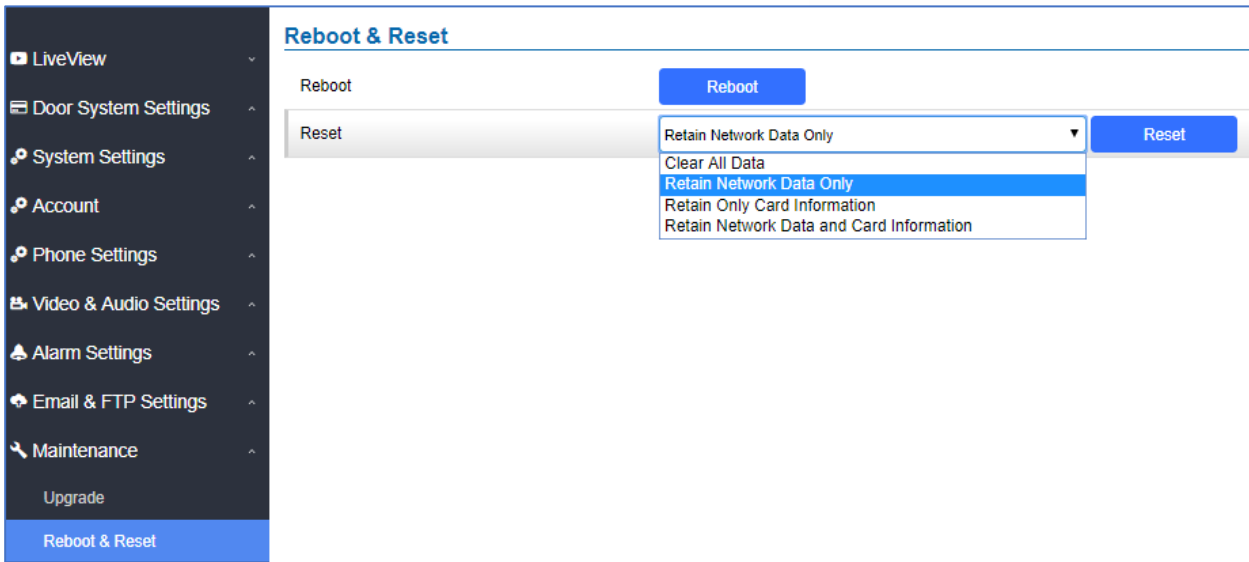 LiveView
Door System Settings
System Settings
Account
Phone Settings
Video & Audio Settings
Alarm Settings
Email & FTP Settings
Maintenance
Upgrade
Reboot & Reset
Reboot & Reset
Reboot Reboot
Reset Retain Network Data Only Reset
Clear All Data
Retain Network Data Only
Retain Only Card Information
Retain Network Data and Card Information